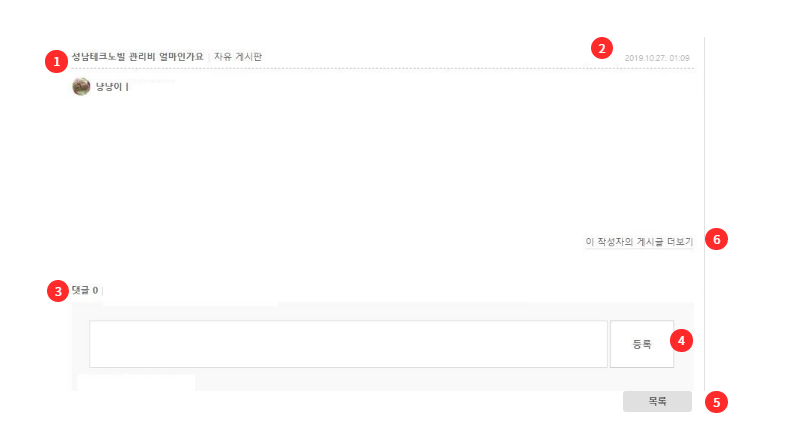 1 성남테크노빌 관리비 얼마인가요 | 자유 게시판 2 2019.10.27. 01:09
냥냥이 |
이 작성자의 게시글 더보기 6
3 댓글 0 |
등록 4
목록 5